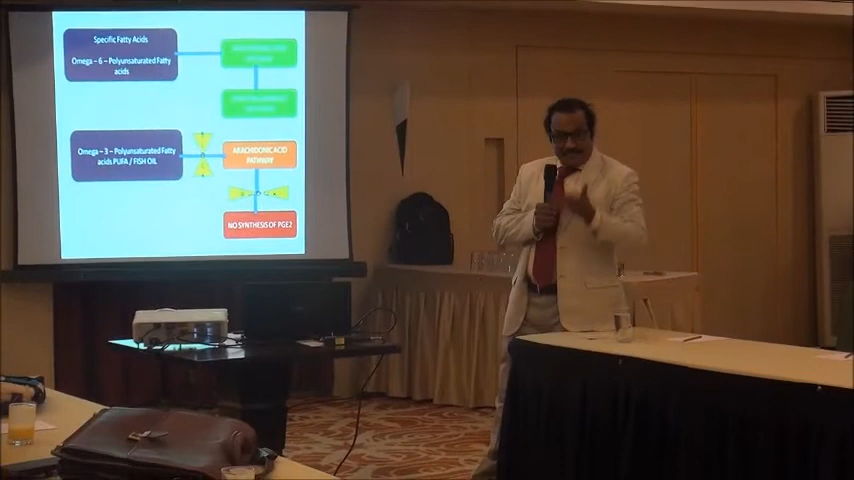 Specific Fatty Acids
Omega – 6 – Polyunsaturated Fatty
acids
Omega – 3 – Polyunsaturated Fatty
acids PUFA / FISH OIL
ARACHIDONIC ACID
PATHWAY
NO SYNTHESIS OF PGE2